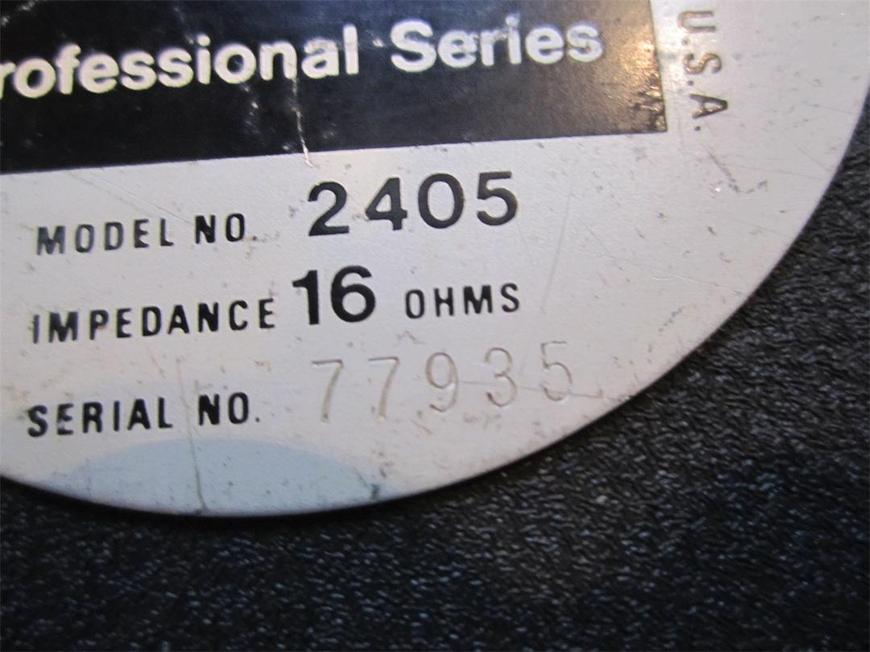 rofessional Series
U.S.A.
MODEL NO. 2405
IMPEDANCE 16 OHMS
SERIAL NO. 77935